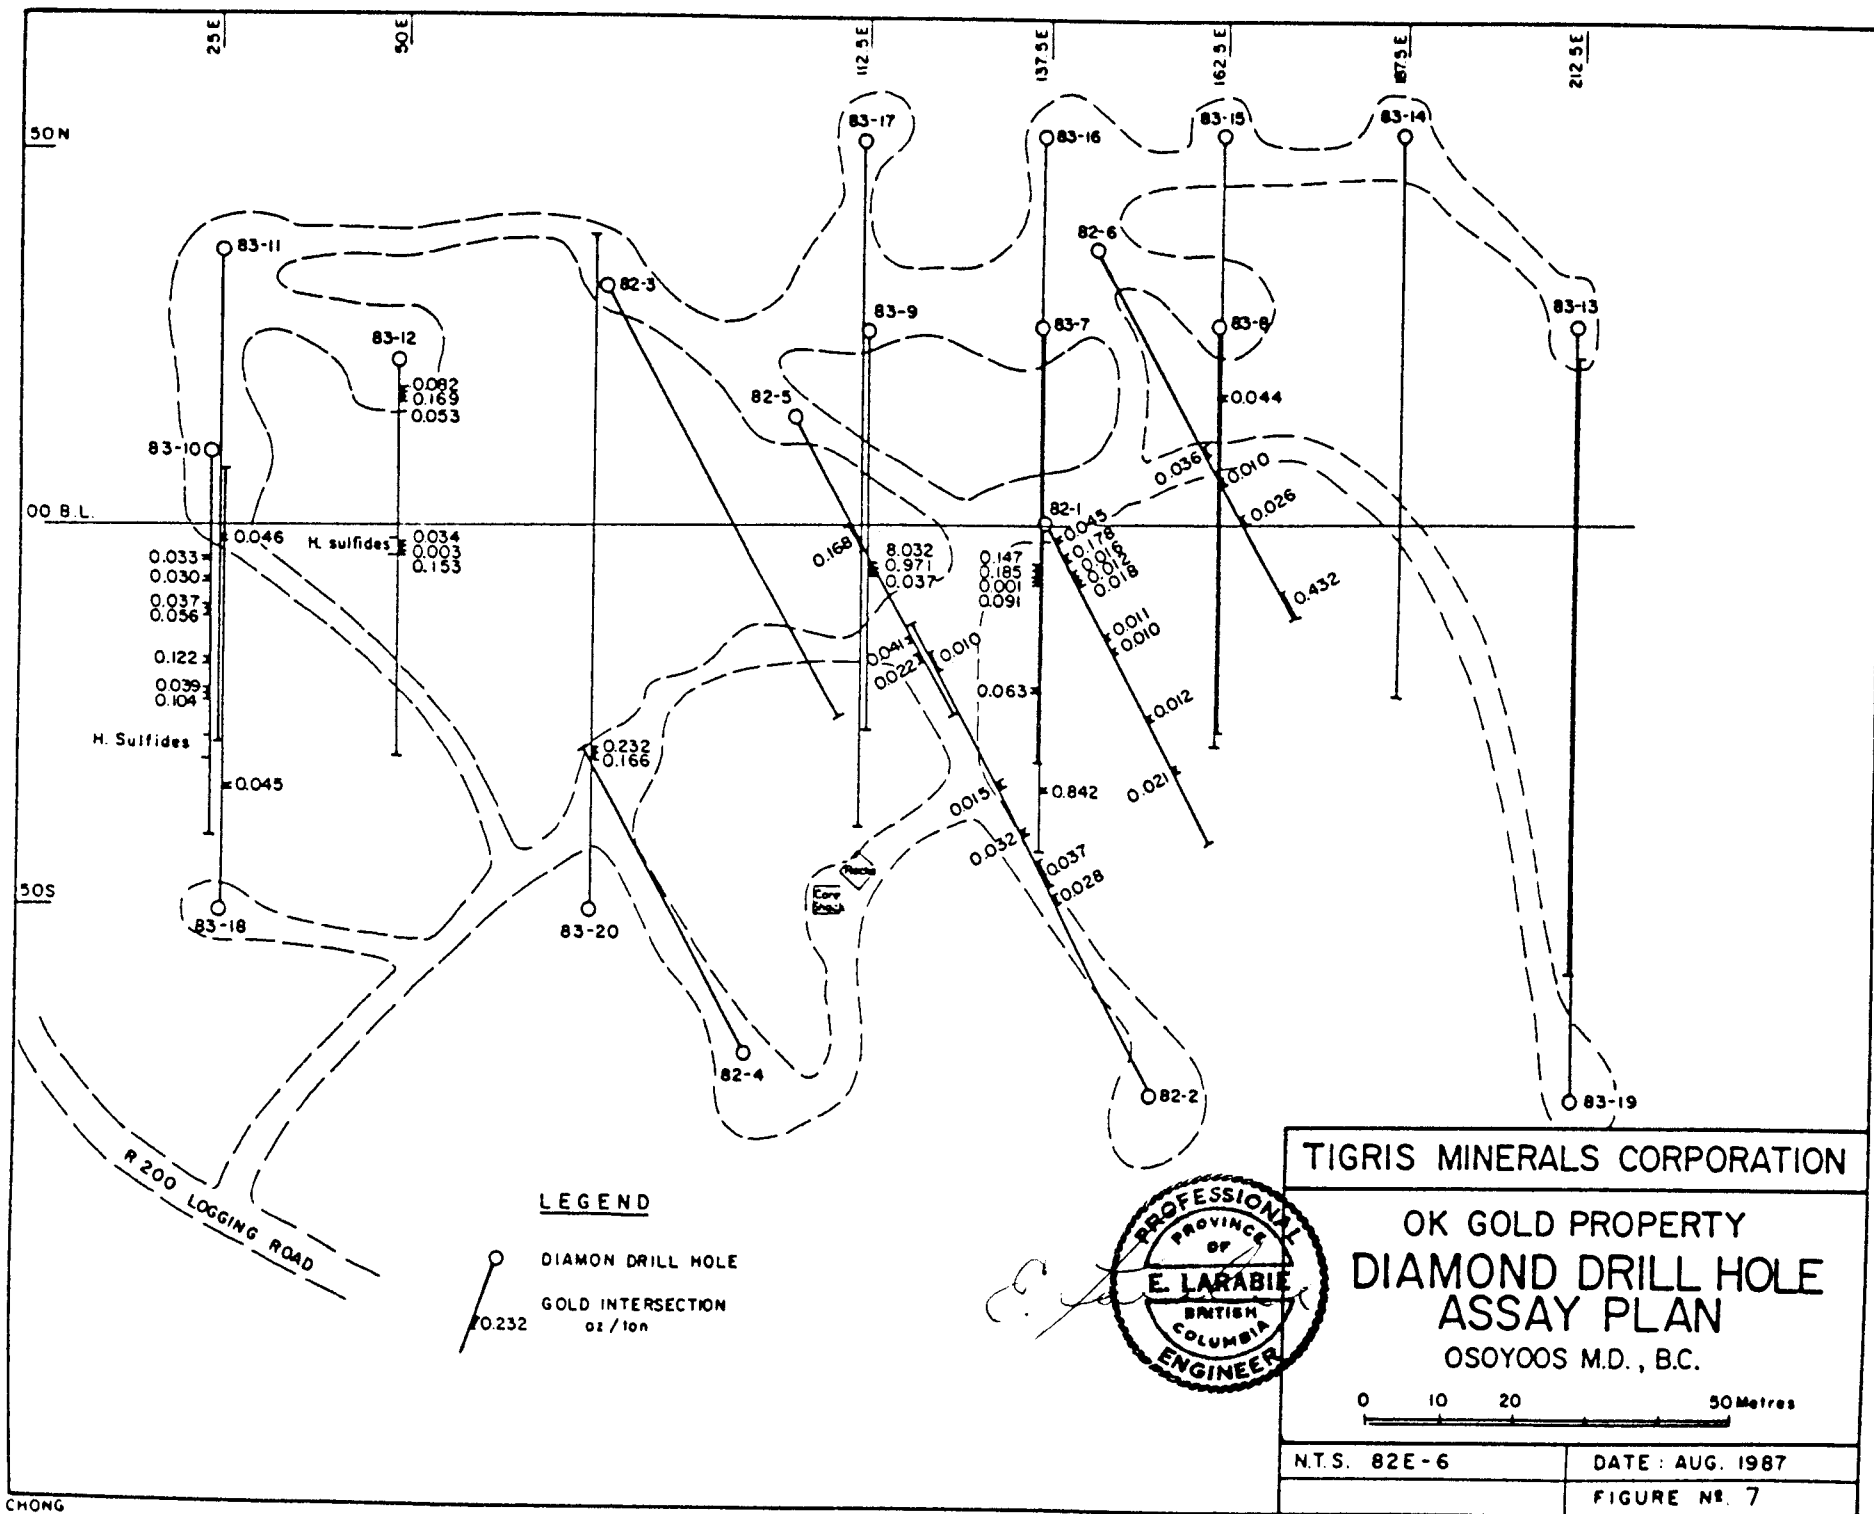 25E
50E
112.5E
137.5E
162.5E
187.5E
212.5E
50N
83-17
83-16
83-15
83-14
83-11
82-3
82-6
83-13
83-12
83-9
83-7
83-8
0.082
0.169
0.053
82-5
0.044
83-10
0.036
0.010
0.026
00 B.L.
82-1
0.046
H. sulfides
0.034
0.003
0.153
0.168
8.032
0.971
0.037
0.147
0.185
0.001
0.091
0.045
0.178
0.016
0.012
0.018
0.033
0.030
0.037
0.056
0.432
0.011
0.010
0.122
0.039
0.104
0.041
0.022
0.010
0.063
0.012
H. Sulfides
0.232
0.166
0.045
0.015
0.842
0.021
0.032
0.037
0.028
Racks
Core
Shack
50S
83-18
83-20
82-4
82-2
83-19
R 200 LOGGING ROAD
LEGEND
DIAMON DRILL HOLE
GOLD INTERSECTION
oz/ton
0.232
PROFESSIONAL
PROVINCE
OF
E. LARABIE
BRITISH
COLUMBIA
ENGINEER
TIGRIS MINERALS CORPORATION
OK GOLD PROPERTY
DIAMOND DRILL HOLE
ASSAY PLAN
OSOYOOS M.D., B.C.
0 10 20 50 Metres
N.T.S. 82E-6
DATE: AUG. 1987
FIGURE Nº. 7
CHONG